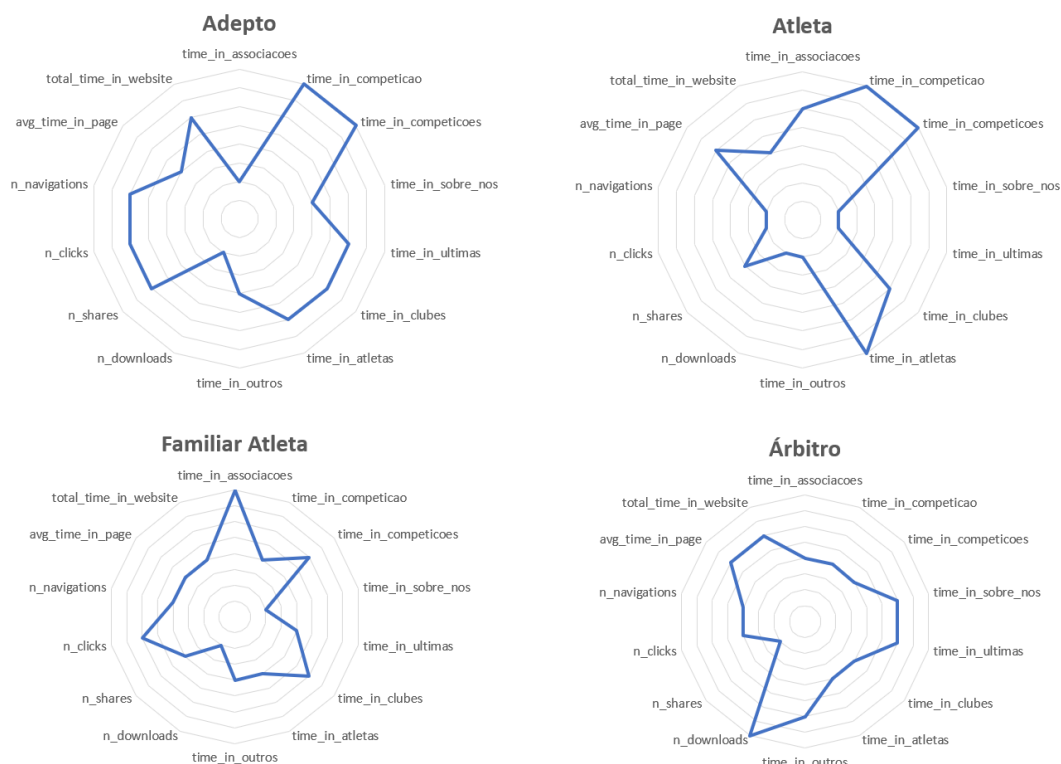 Adepto
time_in_associacoes
time_in_competicao
time_in_competicoes
time_in_sobre_nos
time_in_ultimas
time_in_clubes
time_in_atletas
time_in_outros
n_downloads
n_shares
n_clicks
n_navigations
avg_time_in_page
total_time_in_website
Atleta
time_in_associacoes
time_in_competicao
time_in_competicoes
time_in_sobre_nos
time_in_ultimas
time_in_clubes
time_in_atletas
time_in_outros
n_downloads
n_shares
n_clicks
n_navigations
avg_time_in_page
total_time_in_website
Familiar Atleta
time_in_associacoes
time_in_competicao
time_in_competicoes
time_in_sobre_nos
time_in_ultimas
time_in_clubes
time_in_atletas
time_in_outros
n_downloads
n_shares
n_clicks
n_navigations
avg_time_in_page
total_time_in_website
Árbitro
time_in_associacoes
time_in_competicao
time_in_competicoes
time_in_sobre_nos
time_in_ultimas
time_in_clubes
time_in_atletas
time_in_outros
n_downloads
n_shares
n_clicks
n_navigations
avg_time_in_page
total_time_in_website